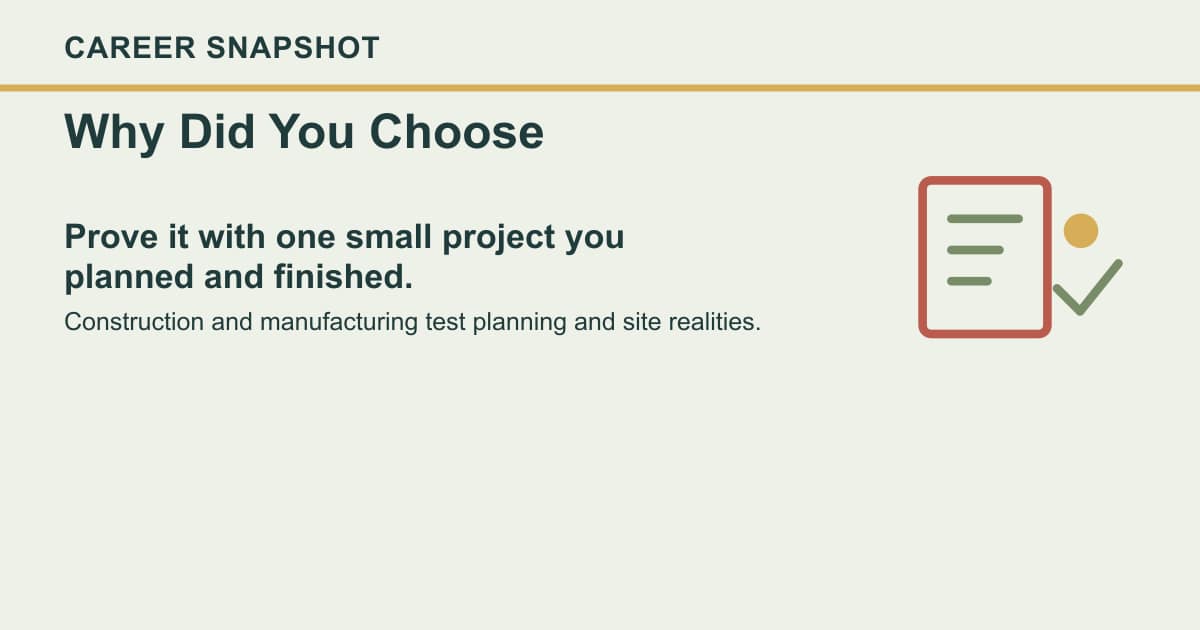 CAREER SNAPSHOT
Why Did You Choose
Prove it with one small project you
planned and finished.
Construction and manufacturing test planning and site realities.